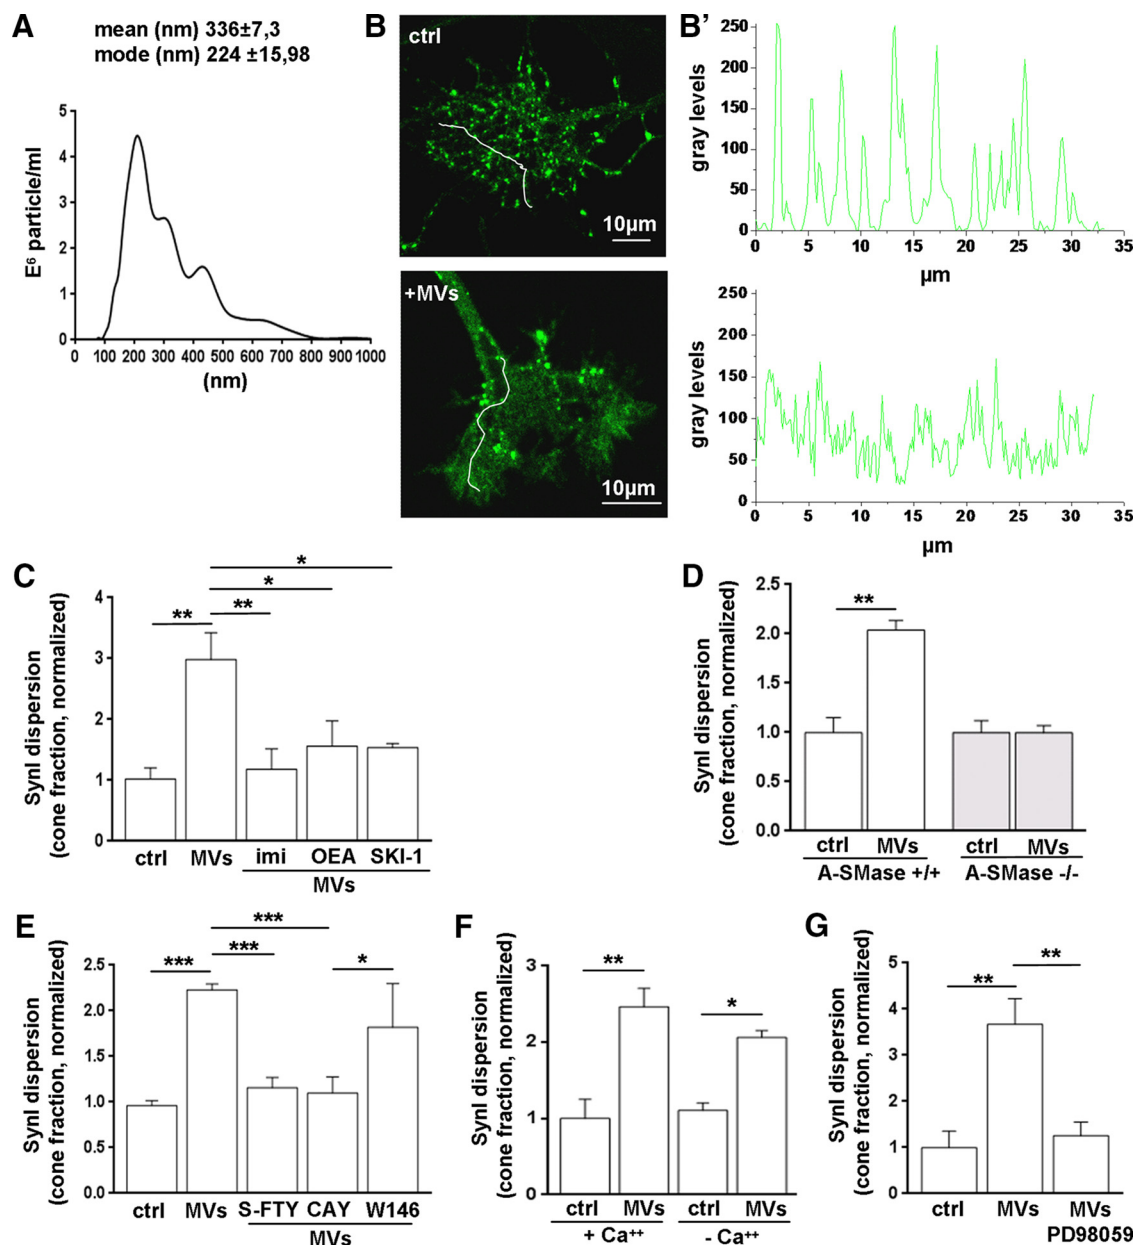 A
mean (nm) 336±7,3
mode (nm) 224 ±15,98
E⁶ particle/ml
5
4
3
2
1
0
0 100 200 300 400 500 600 700 800 900 1000
(nm)
B
ctrl
10µm
+MVs
10µm
B’
gray levels
250
200
150
100
50
0
0 5 10 15 20 25 30 35
µm
gray levels
250
200
150
100
50
0
0 5 10 15 20 25 30 35
µm
C
SynI dispersion
(cone fraction, normalized)
4
3
2
1
0
*
*
** **
ctrl MVs imi OEA SKI-1
MVs
D
SynI dispersion
(cone fraction, normalized)
2.5
2.0
1.5
1.0
0.5
0.0
**
ctrl MVs ctrl MVs
A-SMase +/+ A-SMase -/-
E
SynI dispersion
(cone fraction, normalized)
2.5
2.0
1.5
1.0
0.5
0.0
***
*** *** *
ctrl MVs S-FTY CAY W146
MVs
F
SynI dispersion
(cone fraction, normalized)
3
2
1
0
** *
ctrl MVs ctrl MVs
+ Ca⁺⁺ - Ca⁺⁺
G
SynI dispersion
(cone fraction, normalized)
5
4
3
2
1
0
** **
ctrl MVs MVs
PD98059